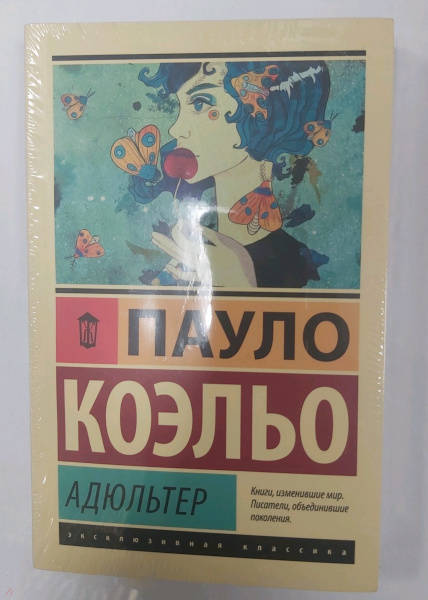 ПАУЛО
КОЭЛЬО
АДЮЛЬТЕР
Книги, изменившие мир.
Писатели, объединившие
поколения.
эксклюзивная классика